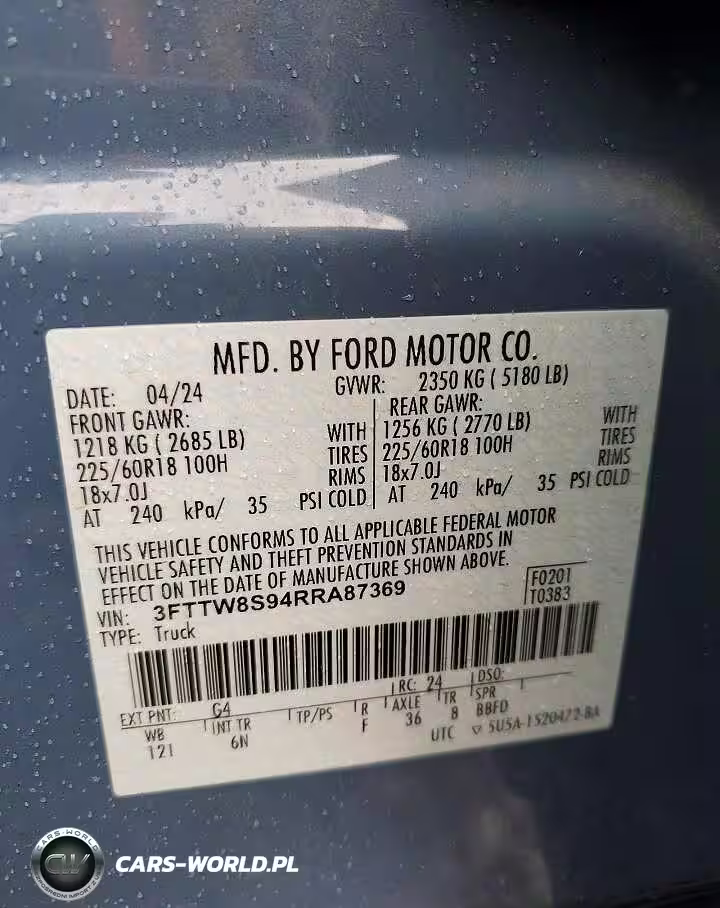 MFD. BY FORD MOTOR CO.
DATE: 04/24
GVWR: 2350 KG ( 5180 LB)
FRONT GAWR:
1218 KG ( 2685 LB)
225/60R18 100H
18x7.0J
AT 240 kPa/ 35 PSI COLD
WITH
TIRES
RIMS
REAR GAWR:
1256 KG ( 2770 LB)
225/60R18 100H
18x7.0J
AT 240 kPa/ 35 PSI COLD
WITH
TIRES
RIMS
THIS VEHICLE CONFORMS TO ALL APPLICABLE FEDERAL MOTOR
VEHICLE SAFETY AND THEFT PREVENTION STANDARDS IN
EFFECT ON THE DATE OF MANUFACTURE SHOWN ABOVE.
VIN: 3FTTW8S94RRA87369
TYPE: Truck
F0201
T0383
EXT PNT: G4 RC: 24 DSO:
WB INT TR TP/PS R AXLE TR SPR
121 6N F 36 8 BBFD
UTC 5U5A-1520472-BA
CARS-WORLD
CW
CARS-WORLD.PL